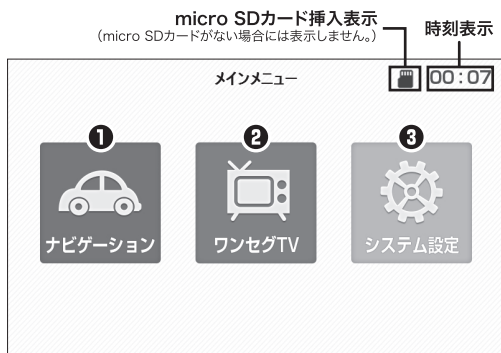 micro SDカード挿入表示
(micro SDカードがない場合には表示しません。)
時刻表示
メインメニュー
00:07
❶
❷
❸
ナビゲーション
ワンセグTV
システム設定